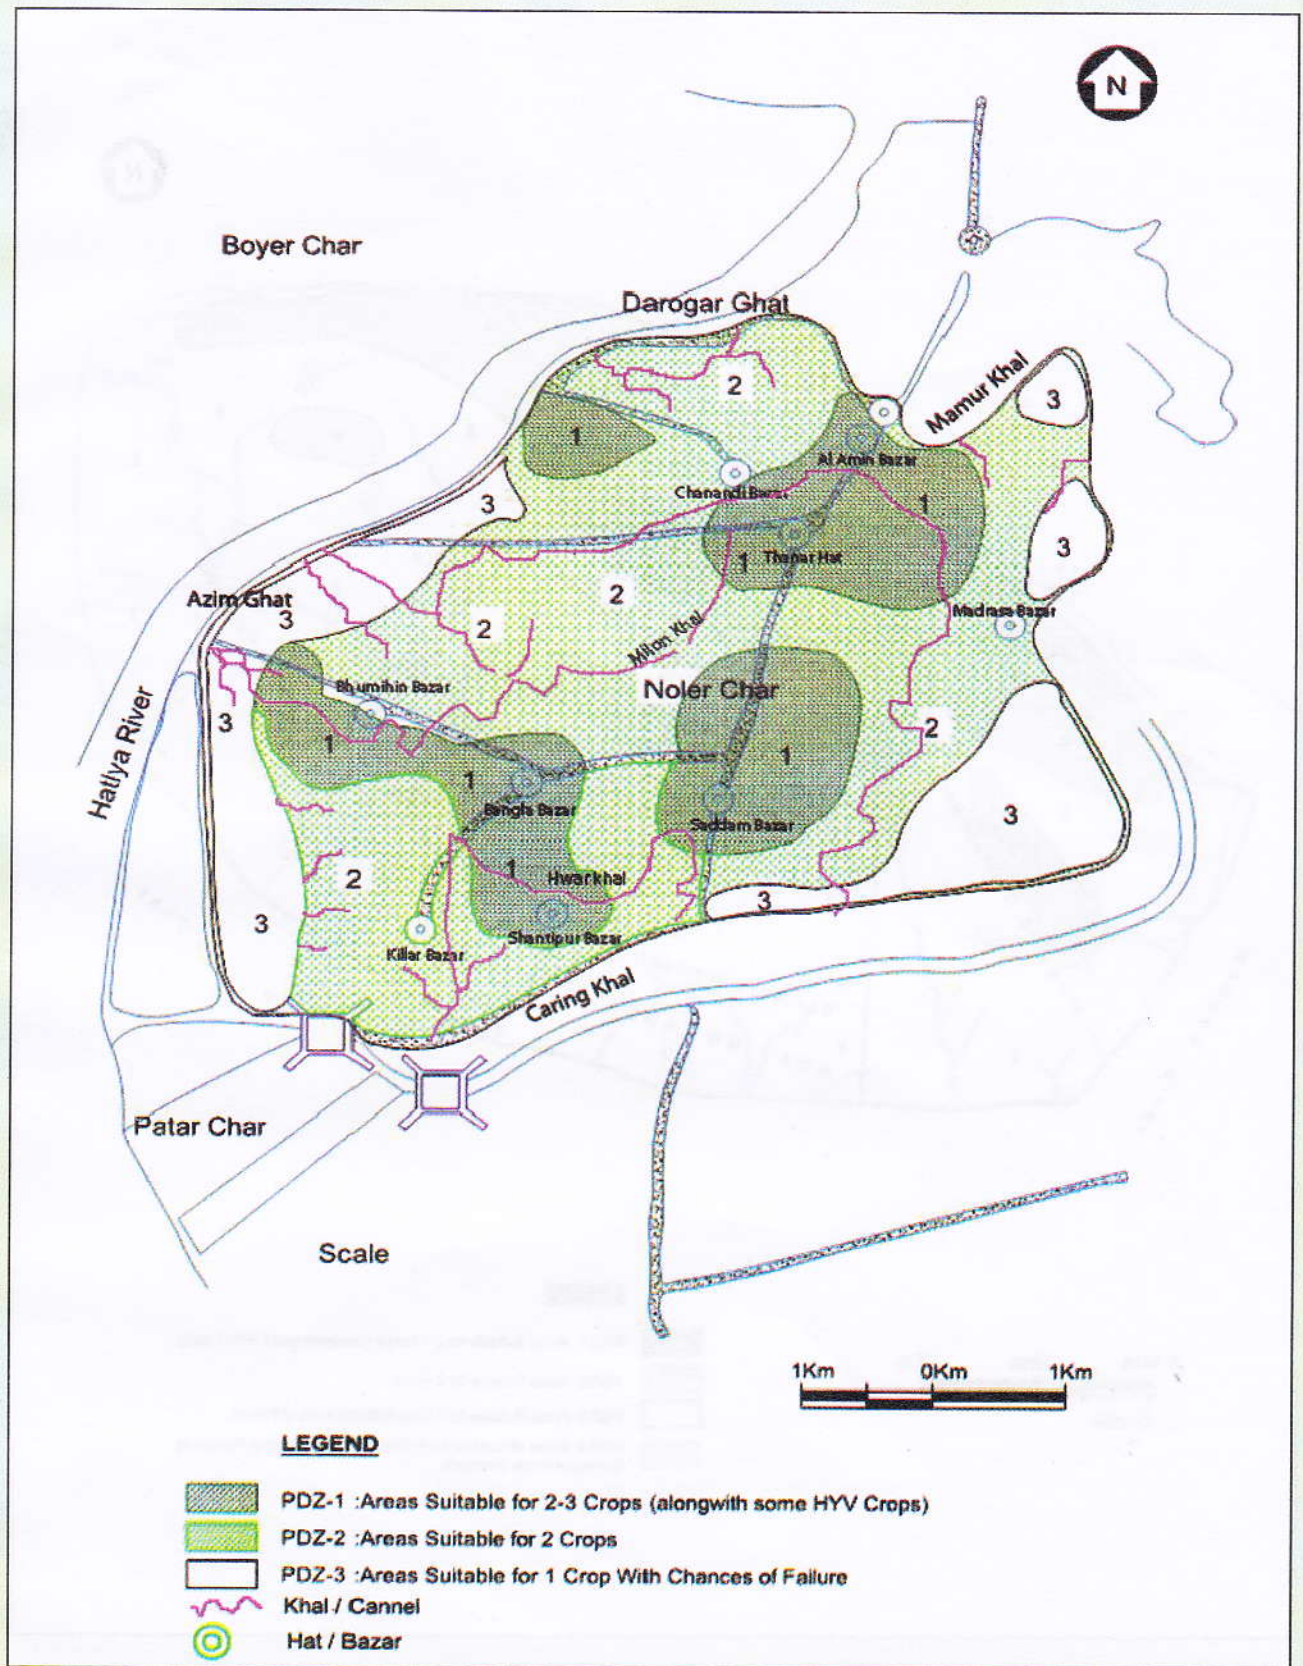 N
Boyer Char
Darogar Ghat
Mamur Khal
3
2
1
Al Amin Bazar
Chanandi Bazar
3
1
3
1
Thanar Hat
Azim Ghat
3
2
2
Madrasa Bazar
Milon Khal
Bhumihin Bazar
Noler Char
Hatiya River
3
1
2
1
1
Bangla Bazar
Saddam Bazar
3
2
1
Hwarkhal
3
3
Killar Bazar
Shantipur Bazar
Caring Khal
Patar Char
Scale
1Km 0Km 1Km
LEGEND
PDZ-1 :Areas Suitable for 2-3 Crops (alongwith some HYV Crops)
PDZ-2 :Areas Suitable for 2 Crops
PDZ-3 :Areas Suitable for 1 Crop With Chances of Failure
Khal / Cannel
Hat / Bazar